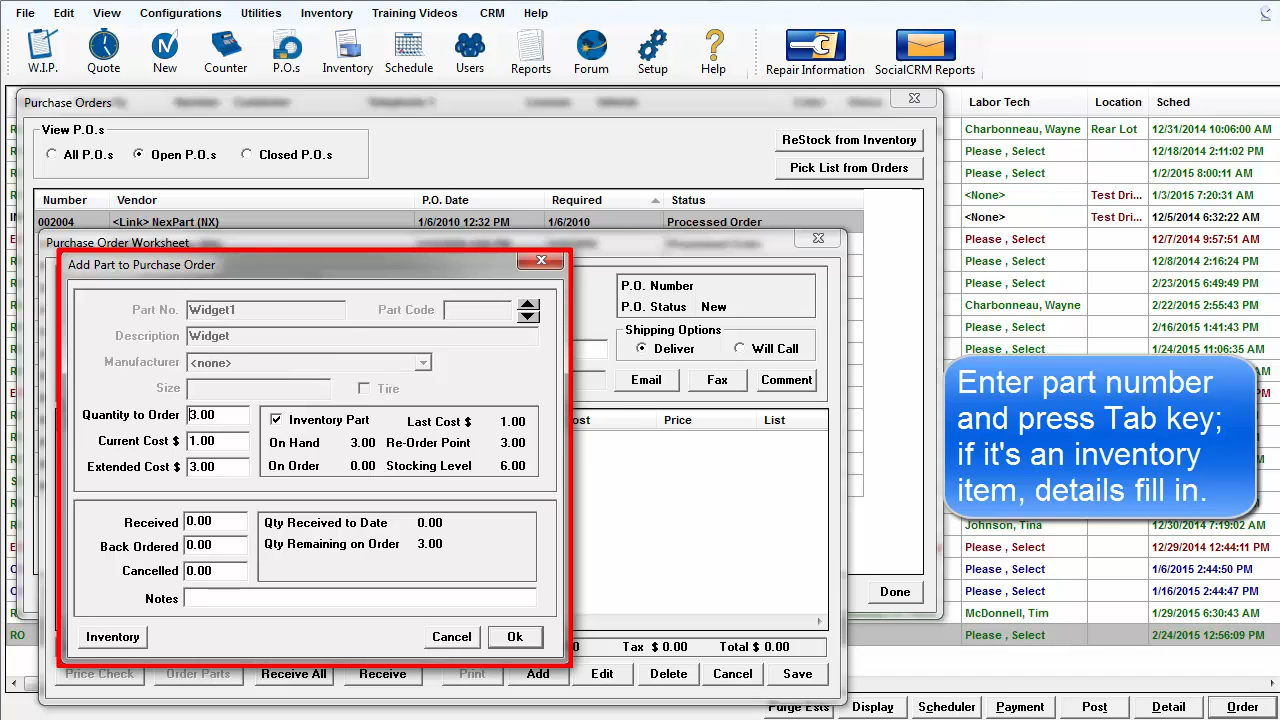 File Edit View Configurations Utilities Inventory Training Videos CRM Help
W.I.P. Quote New Counter P.O.s Inventory Schedule Users Reports Forum Setup Help Repair Information SocialCRM Reports
Purchase Orders
Labor Tech Location Sched
View P.O.s
All P.O.s Open P.O.s Closed P.O.s
ReStock from Inventory
Pick List from Orders
Charbonneau, Wayne Rear Lot 12/31/2014 10:06:00 AM
Please , Select 12/18/2014 2:11:02 PM
Please , Select 1/2/2015 8:00:11 AM
<None> Test Dri... 1/3/2015 7:20:31 AM
<None> Test Dri... 12/5/2014 6:32:22 AM
Please , Select 12/7/2014 9:57:51 AM
Please , Select 12/8/2014 2:16:24 PM
Please , Select 2/6/2015 6:57:59 PM
Charbonneau, Wayne 2/22/2015 2:55:43 PM
Please , Select 2/16/2015 1:41:43 PM
Please , Select 1/24/2015 11:06:35 AM
Number Vendor P.O. Date Required Status
002004 <Link> NexPart (NX) 1/6/2010 12:32 PM 1/6/2010 Processed Order
Purchase Order Worksheet
P.O. Number
P.O. Status New
Shipping Options
Deliver Will Call
Email Fax Comment
Price List
Add Part to Purchase Order
Part No. Widget1 Part Code
Description Widget
Manufacturer <none>
Size Tire
Quantity to Order 3.00
Current Cost $ 1.00
Extended Cost $ 3.00
Inventory Part Last Cost $ 1.00
On Hand 3.00 Re-Order Point 3.00
On Order 0.00 Stocking Level 6.00
Received 0.00
Back Ordered 0.00
Cancelled 0.00
Qty Received to Date 0.00
Qty Remaining on Order 3.00
Notes
Inventory Cancel Ok
Enter part number
and press Tab key;
if it's an inventory
item, details fill in.
Johnson, Tina 12/30/2014 7:19:02 AM
Please , Select 12/29/2014 12:44:11 PM
Please , Select 1/6/2015 2:44:50 PM
Please , Select 1/16/2015 2:44:47 PM
McDonnell, Tim 1/29/2015 6:30:43 AM
RO Please , Select 2/24/2015 12:56:09 PM
Done
Tax $ 0.00 Total $ 0.00
Price Check Order Parts Receive All Receive Print Add Edit Delete Cancel Save
Purge Ests Display Scheduler Payment Post Detail Order